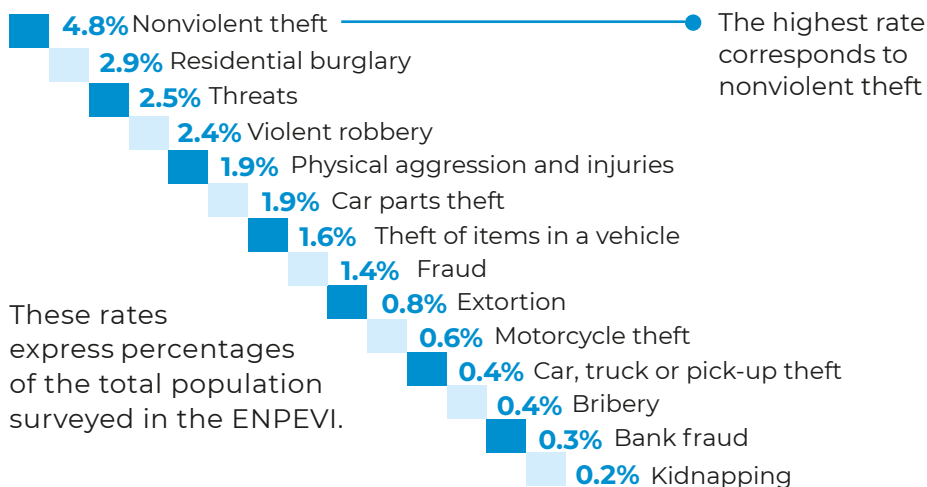 4.8% Nonviolent theft
The highest rate
corresponds to
nonviolent theft
2.9% Residential burglary
2.5% Threats
2.4% Violent robbery
1.9% Physical aggression and injuries
1.9% Car parts theft
1.6% Theft of items in a vehicle
1.4% Fraud
0.8% Extortion
0.6% Motorcycle theft
0.4% Car, truck or pick-up theft
0.4% Bribery
0.3% Bank fraud
0.2% Kidnapping
These rates
express percentages
of the total population
surveyed in the ENPEVI.